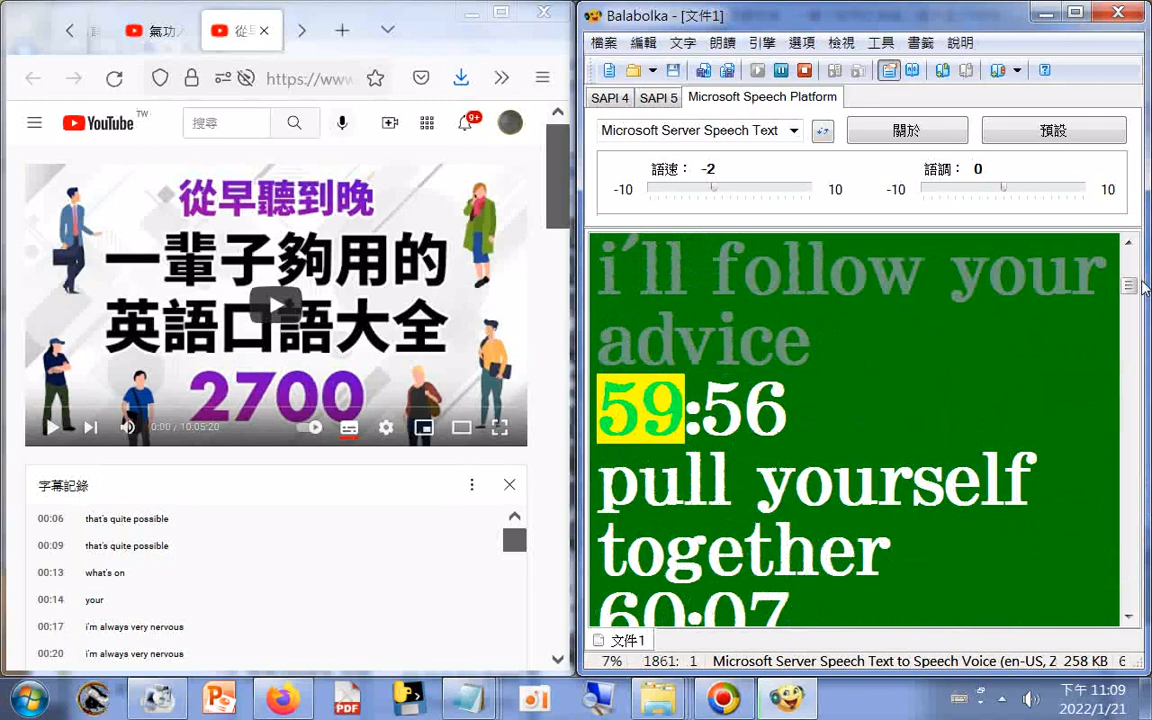 氣功
從早
https://www
YouTube TW
搜尋
9+
從早聽到晚
一輩子夠用的
英語口語大全
2700
0:00 / 10:05:20
字幕記錄
00:06 that's quite possible
00:09 that's quite possible
00:13 what's on
00:14 your
00:17 i'm always very nervous
00:20 i'm always very nervous
Balabolka - [文件1]
檔案 編輯 文字 朗讀 引擎 選項 檢視 工具 書籤 說明
SAPI 4 SAPI 5 Microsoft Speech Platform
Microsoft Server Speech Text 關於 預設
語速： -2 語調： 0
-10 10 -10 10
i'll follow your
advice
59:56
pull yourself
together
60:07
文件1
7% 1861: 1 Microsoft Server Speech Text to Speech Voice (en-US, Z 258 KB 6
PDF
下午 11:09
2022/1/21